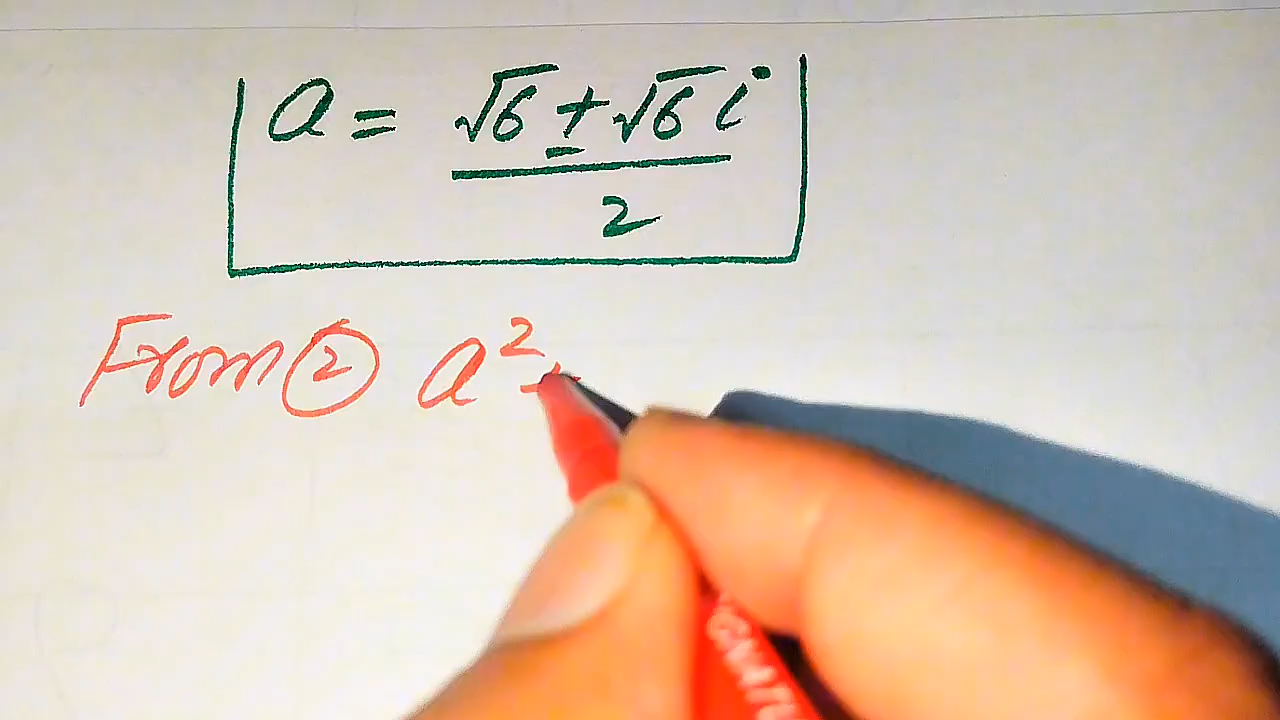 a = √6 ± √6 i
2
From ② a² +